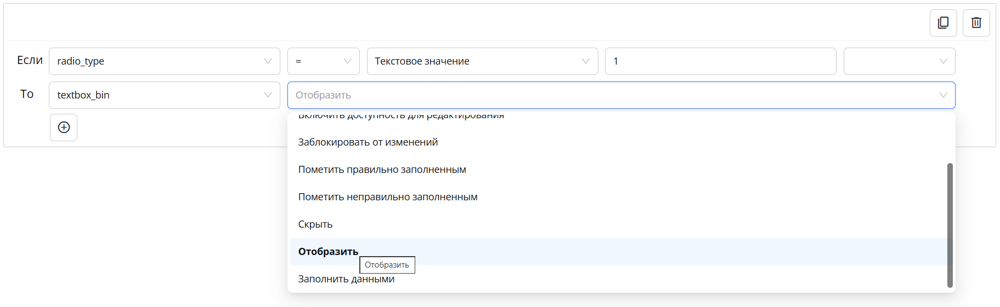 Если radio_type = Текстовое значение 1
То textbox_bin Отобразить
Включить доступность для редактирования
Заблокировать от изменений
Пометить правильно заполненным
Пометить неправильно заполненным
Скрыть
Отобразить
Отобразить
Заполнить данными